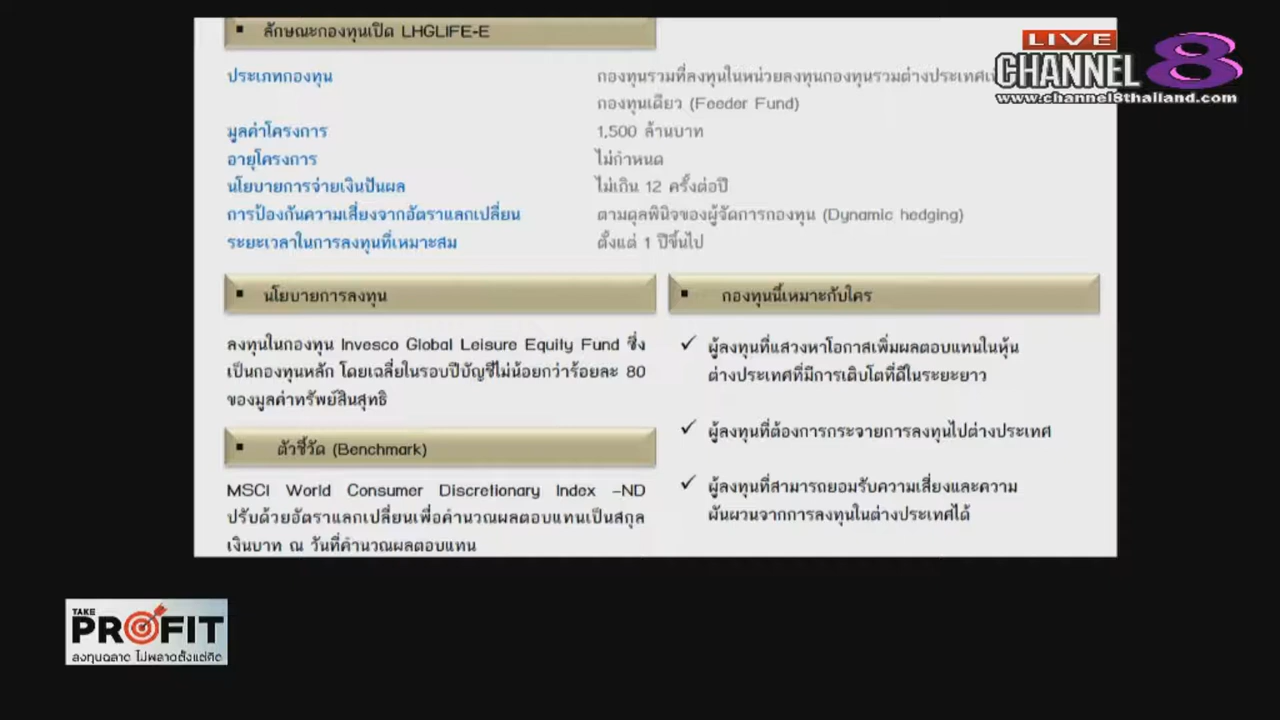 ลักษณะกองทุนเปิด LHGLIFE-E
LIVE
CHANNEL 8
www.channel8thailand.com
ประเภทกองทุน
กองทุนรวมที่ลงทุนในหน่วยลงทุนกองทุนรวมต่างประเทศ
กองทุนเดียว (Feeder Fund)
มูลค่าโครงการ
1,500 ล้านบาท
อายุโครงการ
ไม่กำหนด
นโยบายการจ่ายเงินปันผล
ไม่เกิน 12 ครั้งต่อปี
การป้องกันความเสี่ยงจากอัตราแลกเปลี่ยน
ตามดุลพินิจของผู้จัดการกองทุน (Dynamic hedging)
ระยะเวลาในการลงทุนที่เหมาะสม
ตั้งแต่ 1 ปีขึ้นไป
นโยบายการลงทุน
ลงทุนในกองทุน Invesco Global Leisure Equity Fund ซึ่ง
เป็นกองทุนหลัก โดยเฉลี่ยในรอบปีบัญชีไม่น้อยกว่าร้อยละ 80
ของมูลค่าทรัพย์สินสุทธิ
ตัวชี้วัด (Benchmark)
MSCI World Consumer Discretionary Index –ND
ปรับด้วยอัตราแลกเปลี่ยนเพื่อคำนวณผลตอบแทนเป็นสกุล
เงินบาท ณ วันที่คำนวณผลตอบแทน
กองทุนนี้เหมาะกับใคร
ผู้ลงทุนที่แสวงหาโอกาสเพิ่มผลตอบแทนในหุ้น
ต่างประเทศที่มีการเติบโตที่ดีในระยะยาว
ผู้ลงทุนที่ต้องการกระจายการลงทุนไปต่างประเทศ
ผู้ลงทุนที่สามารถยอมรับความเสี่ยงและความ
ผันผวนจากการลงทุนในต่างประเทศได้
TAKE
PROFIT
ลงทุนฉลาด ไม่พลาดตั้งแต่คิด